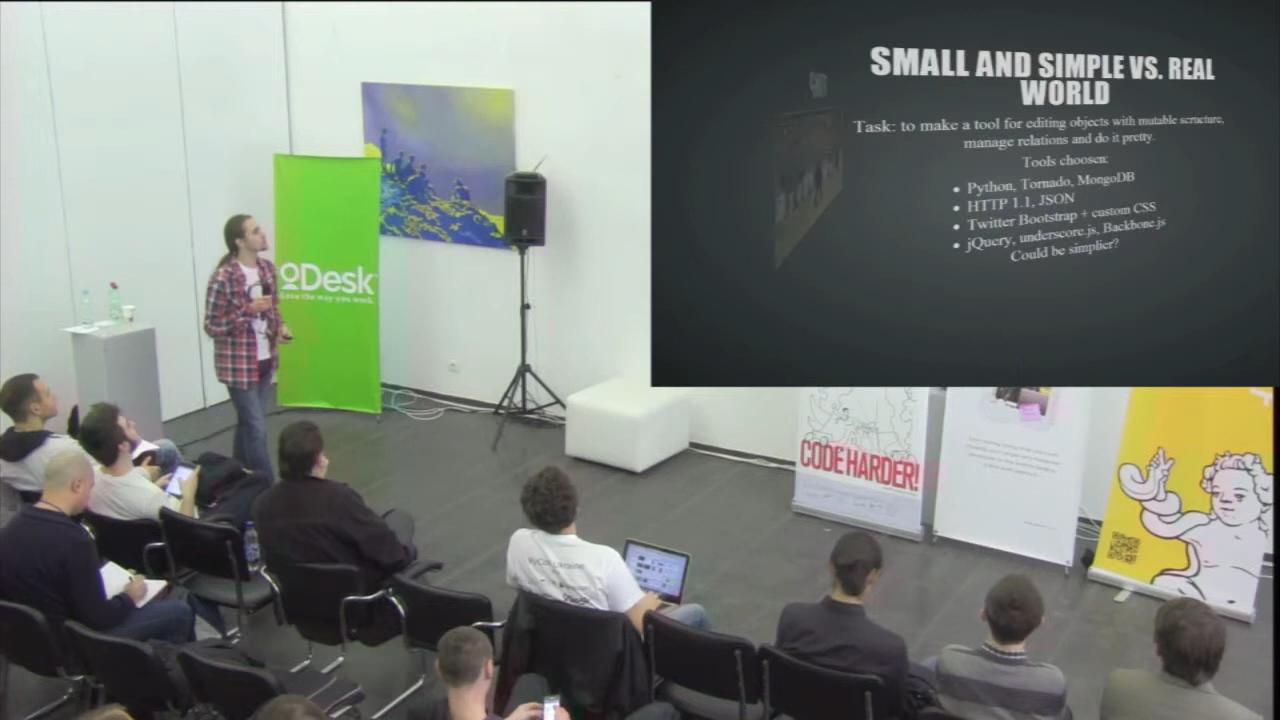 SMALL AND SIMPLE VS. REAL
WORLD
Task: to make a tool for editing objects with mutable scructure,
manage relations and do it pretty.
Tools choosen:
Python, Tornado, MongoDB
HTTP 1.1, JSON
Twitter Bootstrap + custom CSS
jQuery, underscore.js, Backbone.js
Could be simplier?
oDesk
Love the way you work.
CODE HARDER!